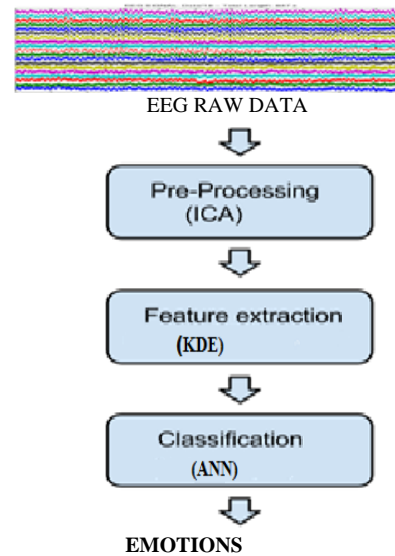 EEG RAW DATA
Pre-Processing
(ICA)
Feature extraction
(KDE)
Classification
(ANN)
EMOTIONS